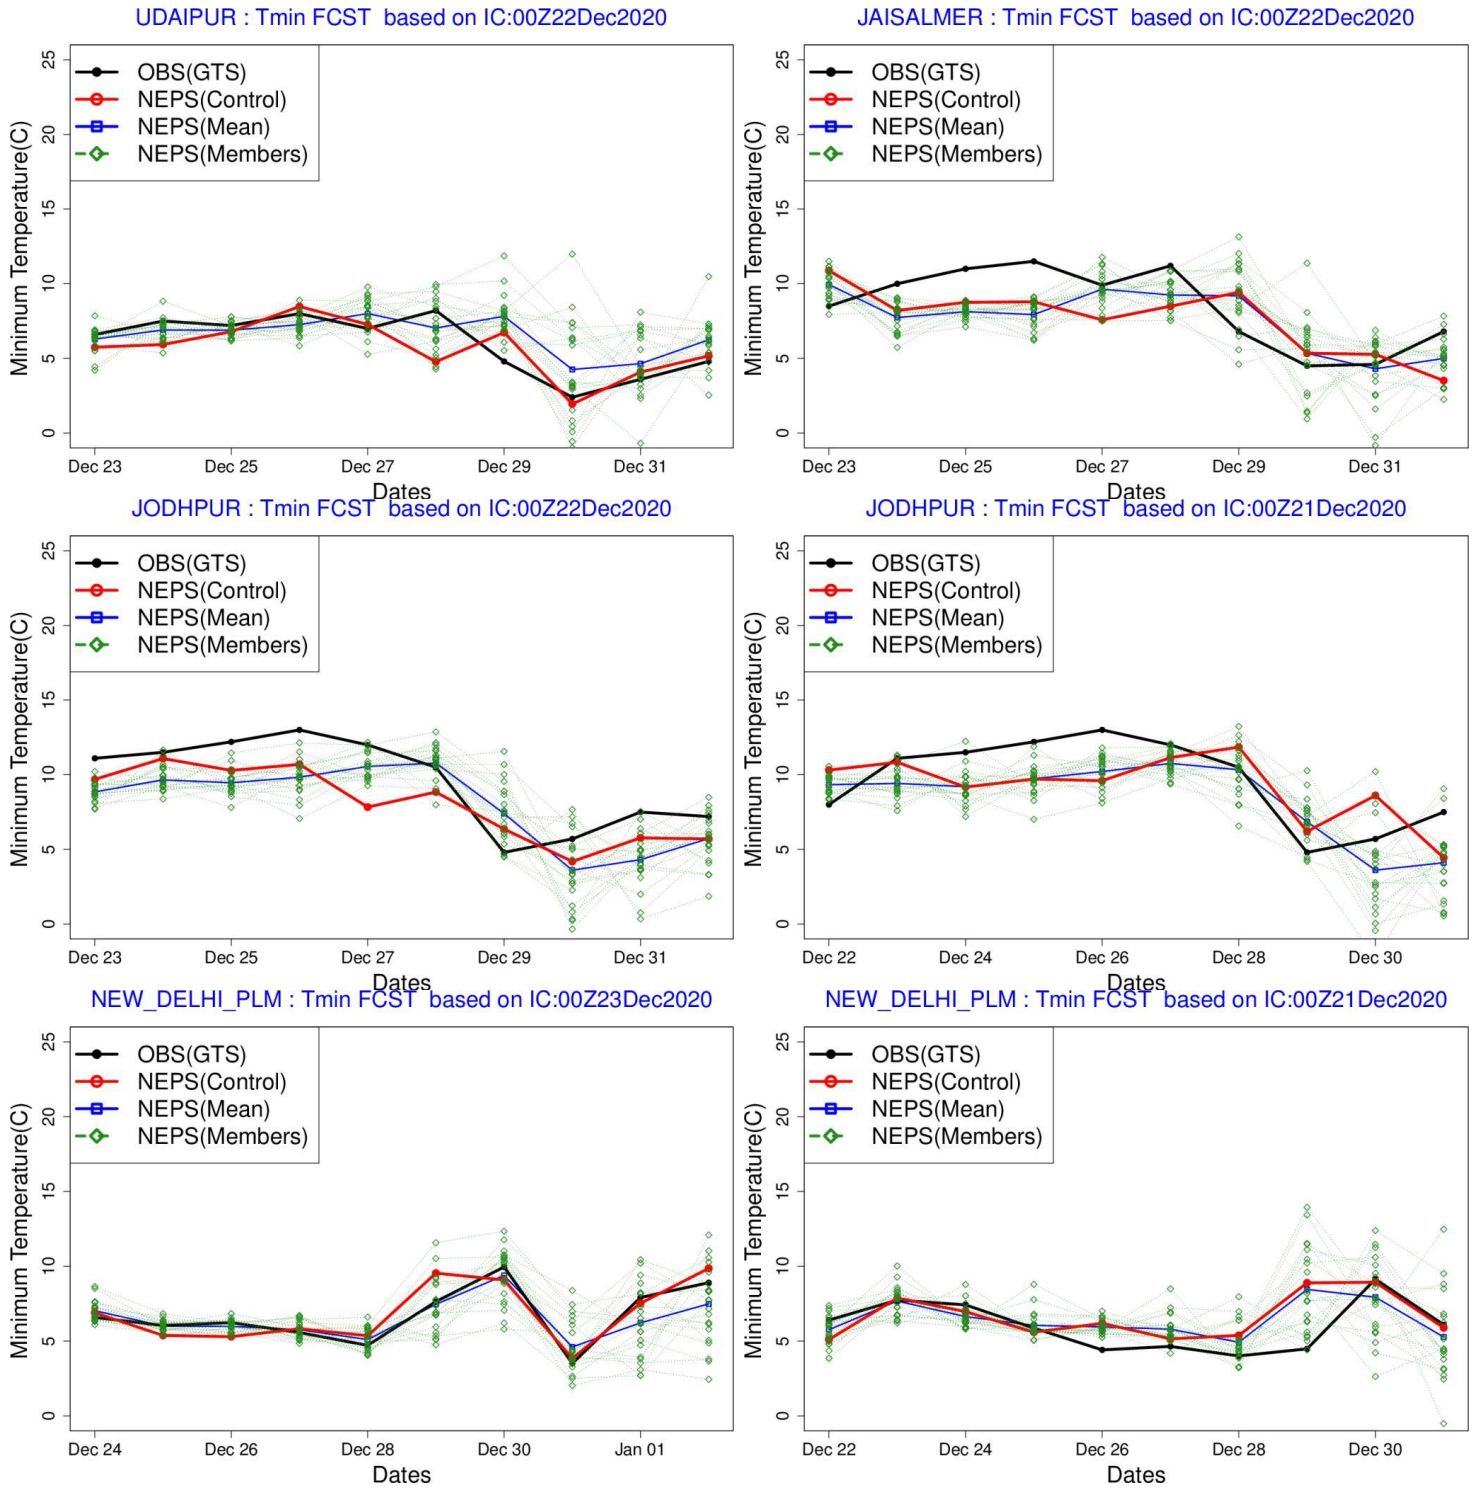 UDAIPUR : Tmin FCST based on IC:00Z22Dec2020
OBS(GTS)
NEPS(Control)
NEPS(Mean)
NEPS(Members)
Minimum Temperature(C)
25
20
15
10
5
0
Dec 23 Dec 25 Dec 27 Dec 29 Dec 31
Dates
JAISALMER : Tmin FCST based on IC:00Z22Dec2020
OBS(GTS)
NEPS(Control)
NEPS(Mean)
NEPS(Members)
Minimum Temperature(C)
25
20
15
10
5
0
Dec 23 Dec 25 Dec 27 Dec 29 Dec 31
Dates
JODHPUR : Tmin FCST based on IC:00Z22Dec2020
OBS(GTS)
NEPS(Control)
NEPS(Mean)
NEPS(Members)
Minimum Temperature(C)
25
20
15
10
5
0
Dec 23 Dec 25 Dec 27 Dec 29 Dec 31
Dates
JODHPUR : Tmin FCST based on IC:00Z21Dec2020
OBS(GTS)
NEPS(Control)
NEPS(Mean)
NEPS(Members)
Minimum Temperature(C)
25
20
15
10
5
0
Dec 22 Dec 24 Dec 26 Dec 28 Dec 30
Dates
NEW_DELHI_PLM : Tmin FCST based on IC:00Z23Dec2020
OBS(GTS)
NEPS(Control)
NEPS(Mean)
NEPS(Members)
Minimum Temperature(C)
25
20
15
10
5
0
Dec 24 Dec 26 Dec 28 Dec 30 Jan 01
Dates
NEW_DELHI_PLM : Tmin FCST based on IC:00Z21Dec2020
OBS(GTS)
NEPS(Control)
NEPS(Mean)
NEPS(Members)
Minimum Temperature(C)
25
20
15
10
5
0
Dec 22 Dec 24 Dec 26 Dec 28 Dec 30
Dates